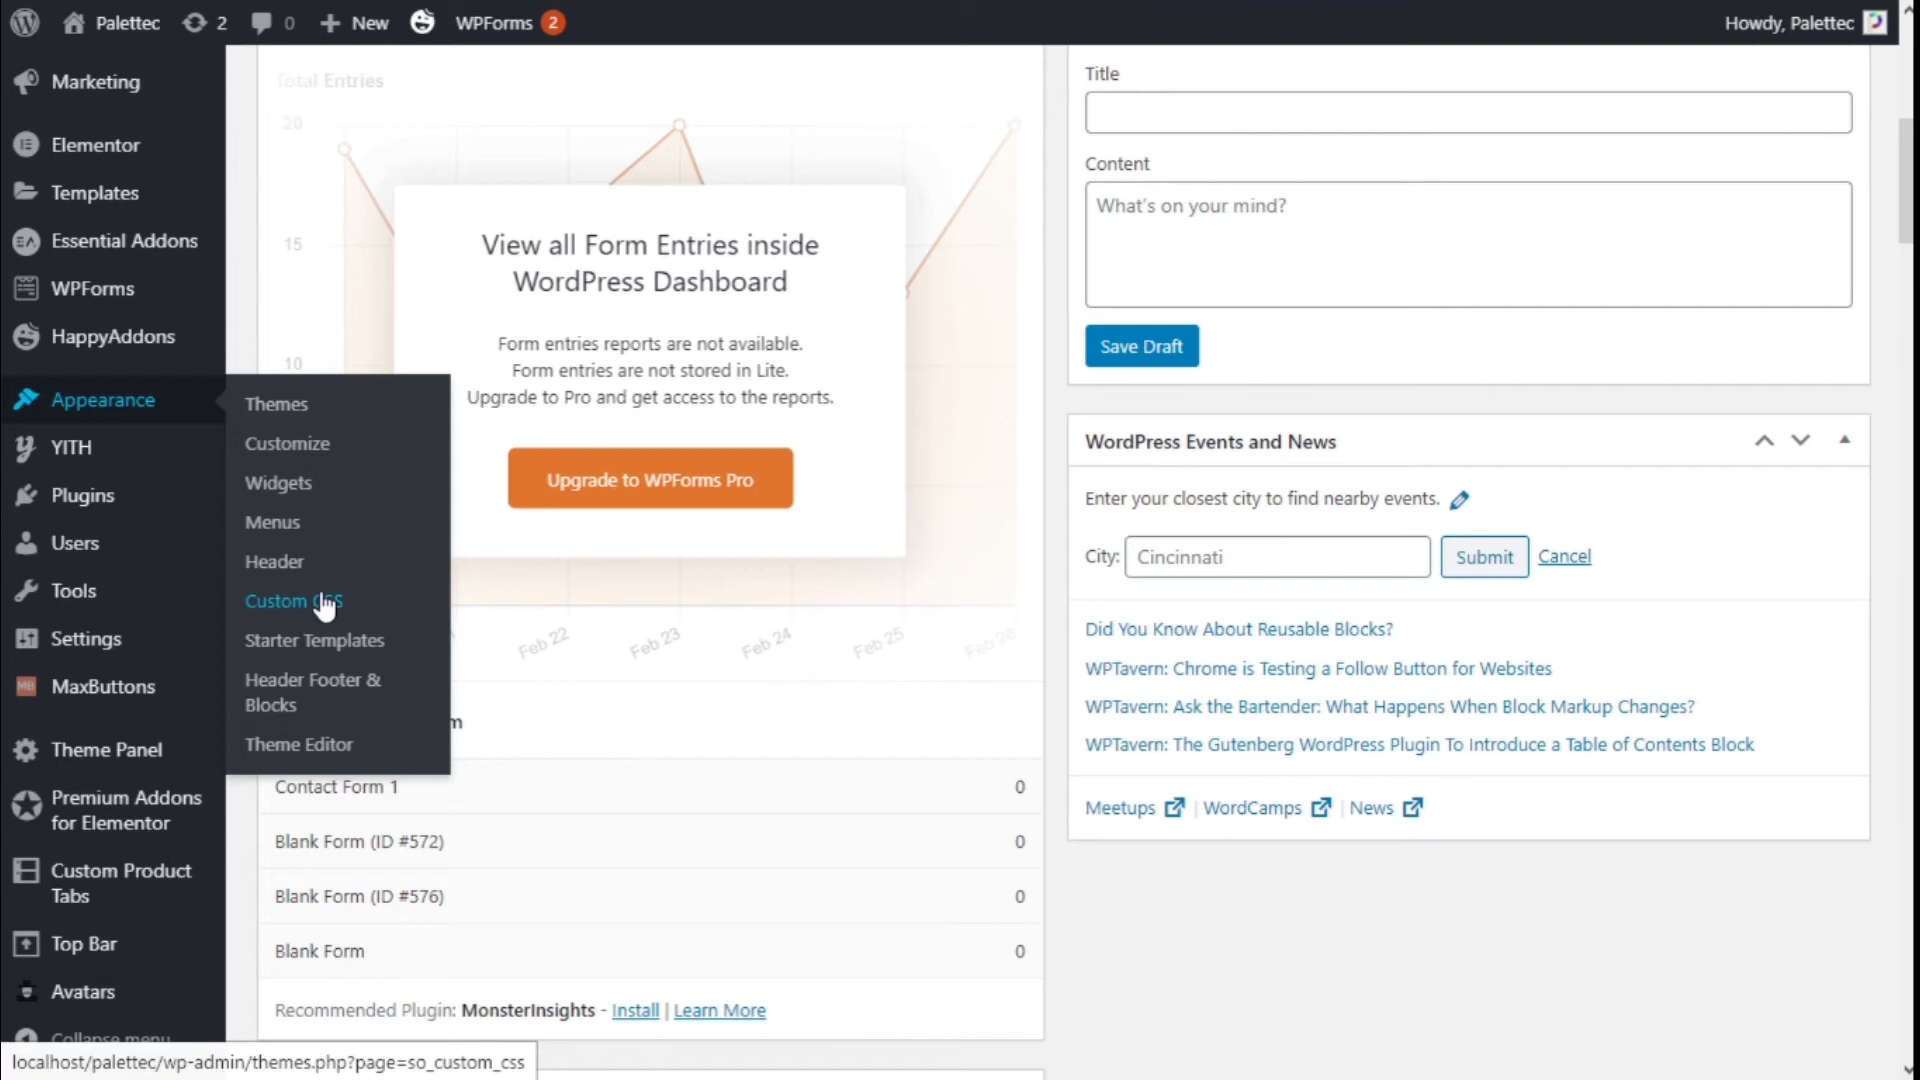 Palettec 2 0 New WPForms 2 Howdy, Palettec
Marketing
Elementor
Templates
Essential Addons
WPForms
HappyAddons
Appearance
YITH
Plugins
Users
Tools
Settings
MaxButtons
Theme Panel
Premium Addons
for Elementor
Custom Product
Tabs
Top Bar
Avatars
Collapse menu
Themes
Customize
Widgets
Menus
Header
Custom CSS
Starter Templates
Header Footer &
Blocks
Theme Editor
Total Entries
20
15
10
View all Form Entries inside
WordPress Dashboard
Form entries reports are not available.
Form entries are not stored in Lite.
Upgrade to Pro and get access to the reports.
Upgrade to WPForms Pro
Feb 22 Feb 23 Feb 24 Feb 25 Feb 26
m
Contact Form 1 0
Blank Form (ID #572) 0
Blank Form (ID #576) 0
Blank Form 0
Recommended Plugin: MonsterInsights - Install | Learn More
Title
Content
What's on your mind?
Save Draft
WordPress Events and News
Enter your closest city to find nearby events.
City: Cincinnati Submit Cancel
Did You Know About Reusable Blocks?
WPTavern: Chrome is Testing a Follow Button for Websites
WPTavern: Ask the Bartender: What Happens When Block Markup Changes?
WPTavern: The Gutenberg WordPress Plugin To Introduce a Table of Contents Block
Meetups | WordCamps | News
localhost/palettec/wp-admin/themes.php?page=so_custom_css